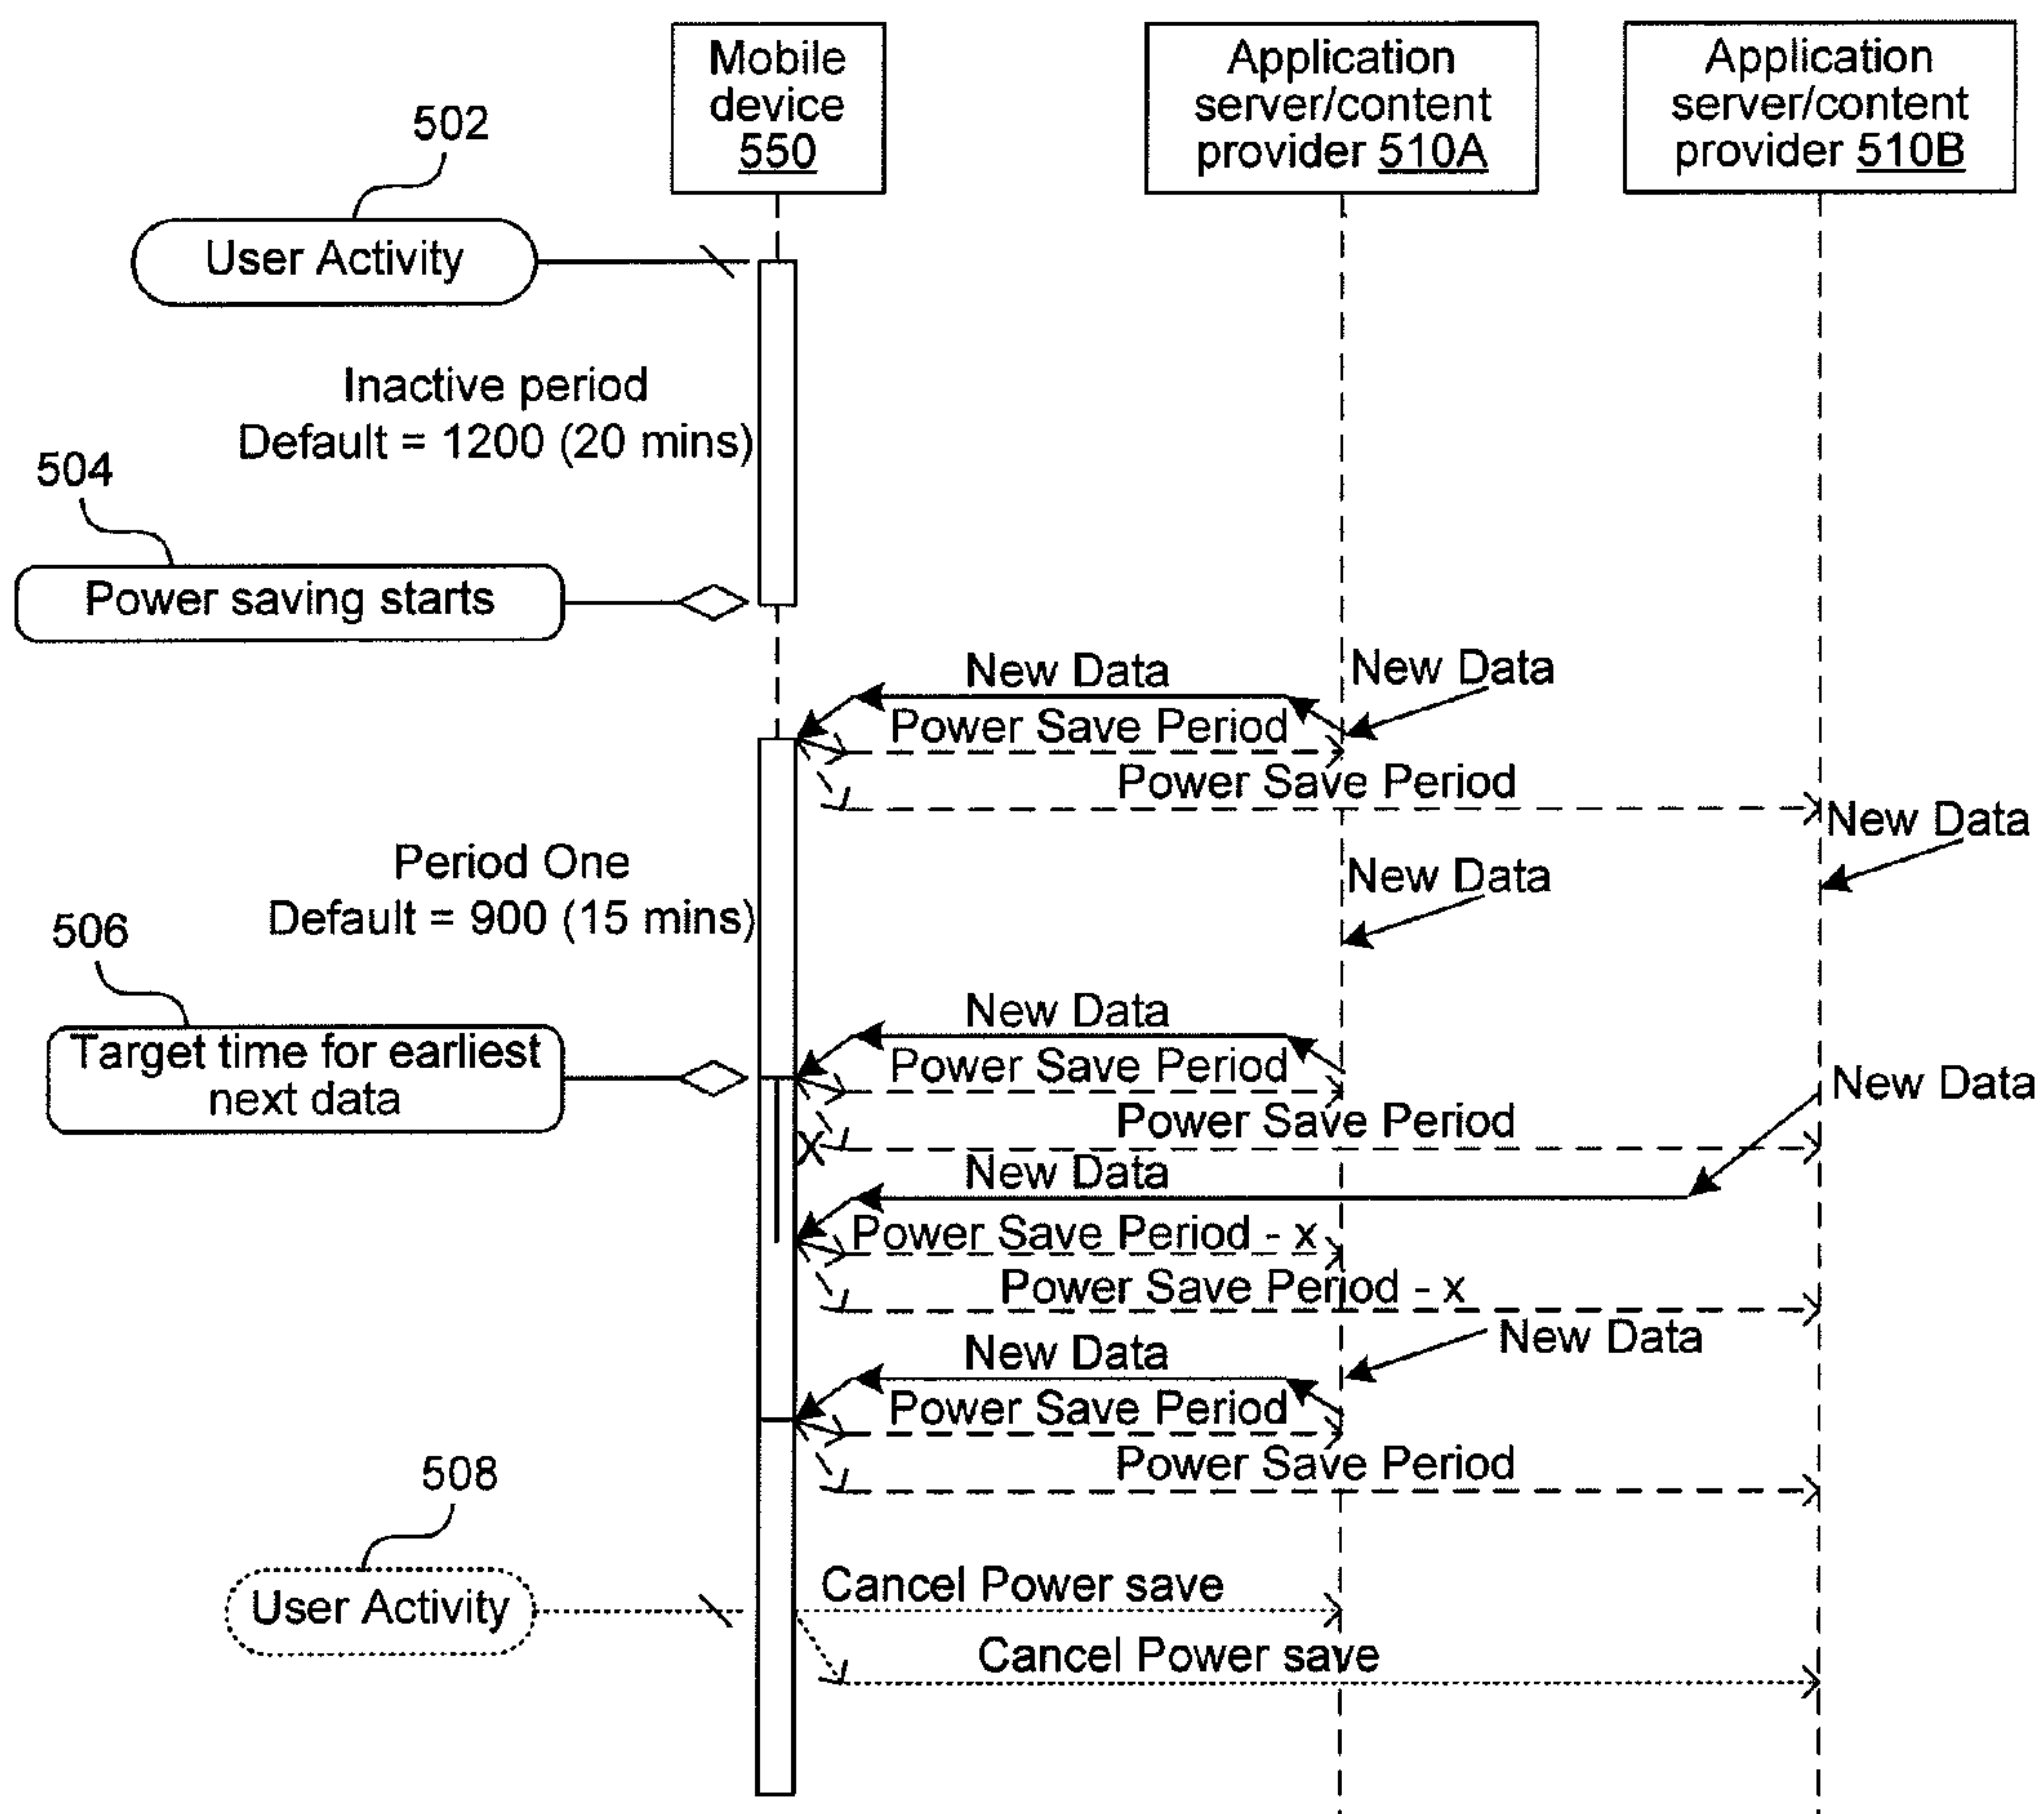 Mobile
device
550
Application
server/content
provider 510A
Application
server/content
provider 510B
502
User Activity
Inactive period
Default = 1200 (20 mins)
504
Power saving starts
New Data
New Data
Power Save Period
Power Save Period
New Data
Period One
Default = 900 (15 mins)
New Data
506
Target time for earliest
next data
New Data
Power Save Period
New Data
Power Save Period
X
New Data
Power Save Period - x
Power Save Period - x
New Data
New Data
Power Save Period
Power Save Period
508
User Activity
Cancel Power save
Cancel Power save